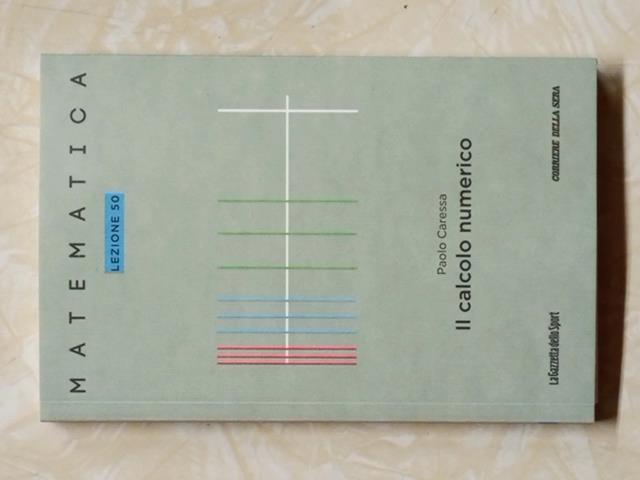 MATEMATICA
LEZIONE 50
Paolo Caressa
Il calcolo numerico
La Gazzetta dello Sport
CORRIERE DELLA SERA